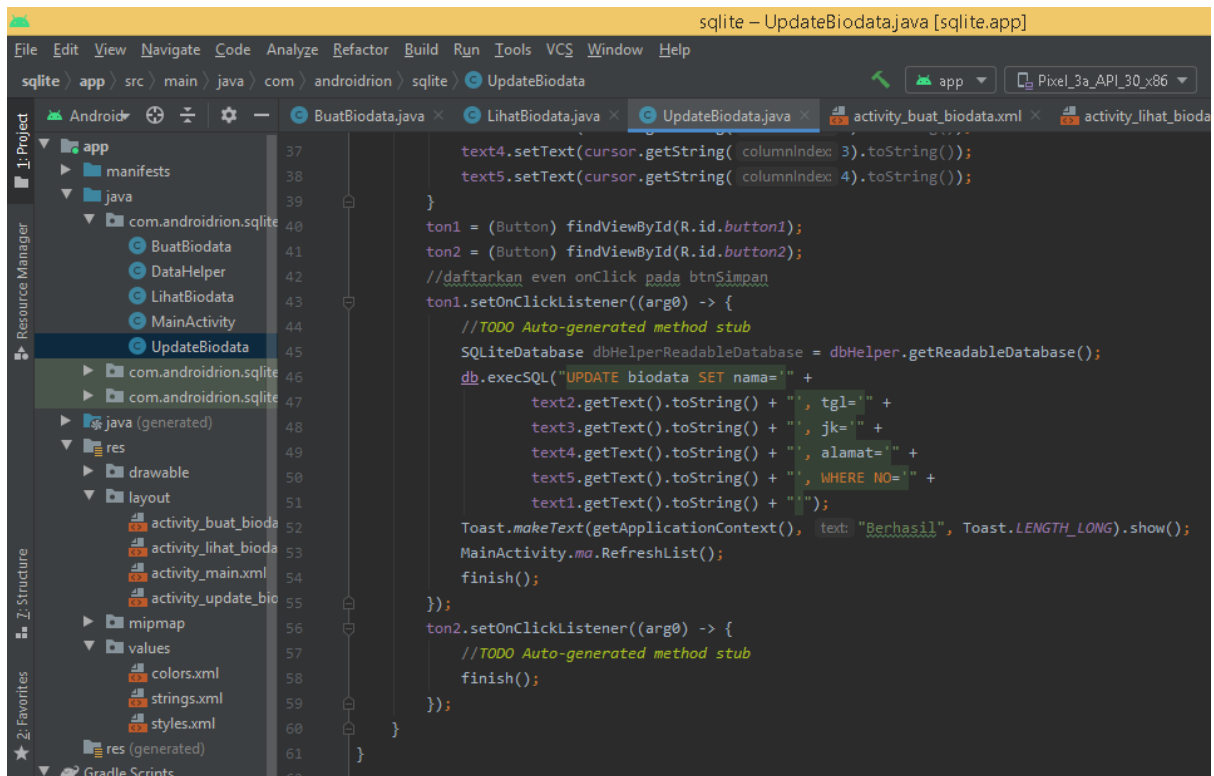 sqlite – UpdateBiodata.java [sqlite.app]
File Edit View Navigate Code Analyze Refactor Build Run Tools VCS Window Help
sqlite 〉 app 〉 src 〉 main 〉 java 〉 com 〉 androidrion 〉 sqlite 〉 UpdateBiodata
app
Pixel_3a_API_30_x86
Android
BuatBiodata.java
LihatBiodata.java
UpdateBiodata.java
activity_buat_biodata.xml
activity_lihat_bioda
1: Project
Resource Manager
7: Structure
2: Favorites
app
manifests
java
com.androidrion.sqlite
BuatBiodata
DataHelper
LihatBiodata
MainActivity
UpdateBiodata
com.androidrion.sqlite
com.androidrion.sqlite
java (generated)
res
drawable
layout
activity_buat_bioda
activity_lihat_bioda
activity_main.xml
activity_update_bio
mipmap
values
colors.xml
strings.xml
styles.xml
res (generated)
Gradle Scripts
37 text4.setText(cursor.getString( columnIndex: 3).toString());
38 text5.setText(cursor.getString( columnIndex: 4).toString());
39 }
40 ton1 = (Button) findViewById(R.id.button1);
41 ton2 = (Button) findViewById(R.id.button2);
42 //daftarkan even onClick pada btnSimpan
43 ton1.setOnClickListener((arg0) -> {
44 //TODO Auto-generated method stub
45 SQLiteDatabase dbHelperReadableDatabase = dbHelper.getReadableDatabase();
46 db.execSQL("UPDATE biodata SET nama='" +
47 text2.getText().toString() + "', tgl='" +
48 text3.getText().toString() + "', jk='" +
49 text4.getText().toString() + "', alamat='" +
50 text5.getText().toString() + "', WHERE NO='" +
51 text1.getText().toString() + "'");
52 Toast.makeText(getApplicationContext(), text: "Berhasil", Toast.LENGTH_LONG).show();
53 MainActivity.ma.RefreshList();
54 finish();
55 });
56 ton2.setOnClickListener((arg0) -> {
57 //TODO Auto-generated method stub
58 finish();
59 });
60 }
61 }